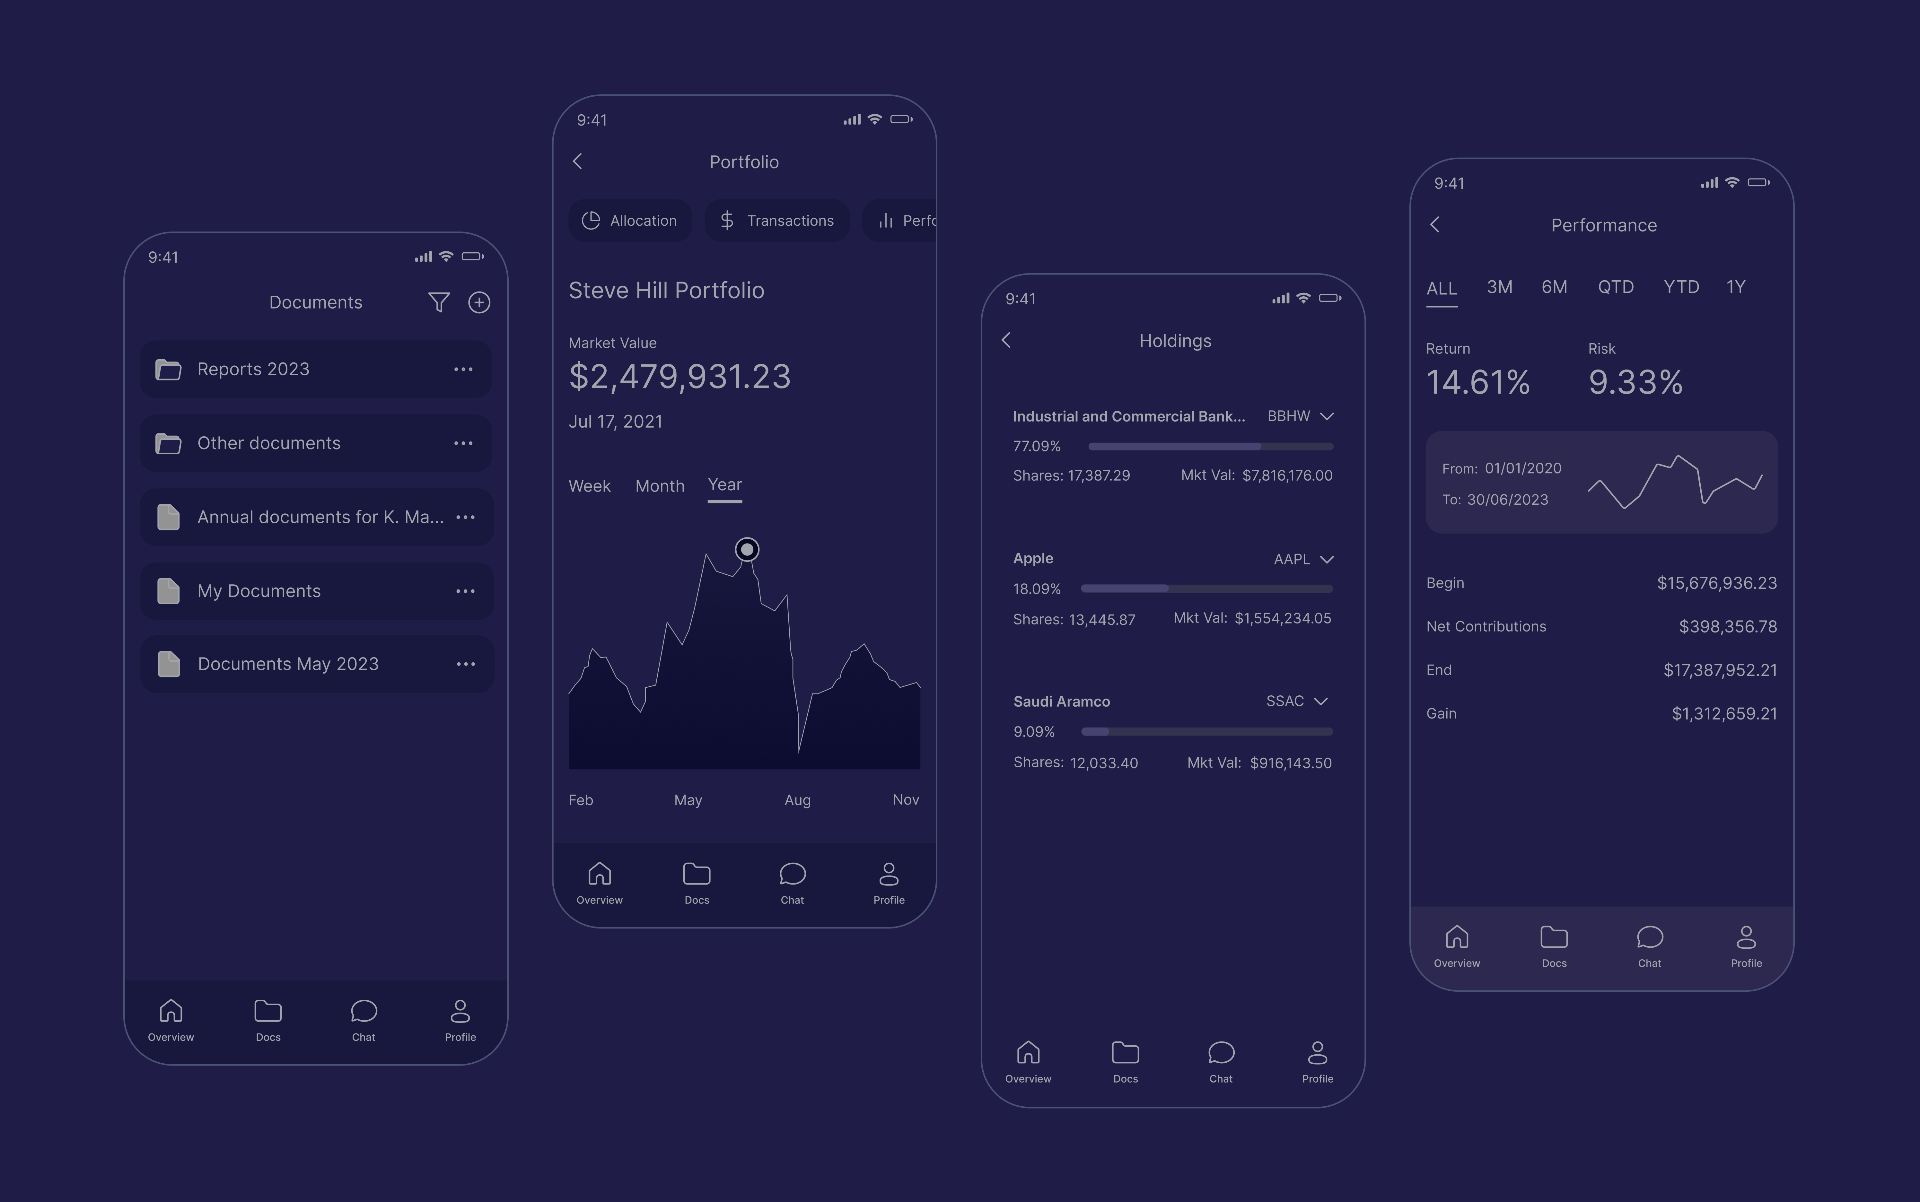 9:41
Documents
Reports 2023
Other documents
Annual documents for K. Ma...
My Documents
Documents May 2023
Overview Docs Chat Profile
9:41
Portfolio
Allocation Transactions Perfo
Steve Hill Portfolio
Market Value
$2,479,931.23
Jul 17, 2021
Week Month Year
Feb May Aug Nov
Overview Docs Chat Profile
9:41
Holdings
Industrial and Commercial Bank... BBHW
77.09%
Shares: 17,387.29 Mkt Val: $7,816,176.00
Apple AAPL
18.09%
Shares: 13,445.87 Mkt Val: $1,554,234.05
Saudi Aramco SSAC
9.09%
Shares: 12,033.40 Mkt Val: $916,143.50
Overview Docs Chat Profile
9:41
Performance
ALL 3M 6M QTD YTD 1Y
Return Risk
14.61% 9.33%
From: 01/01/2020
To: 30/06/2023
Begin $15,676,936.23
Net Contributions $398,356.78
End $17,387,952.21
Gain $1,312,659.21
Overview Docs Chat Profile